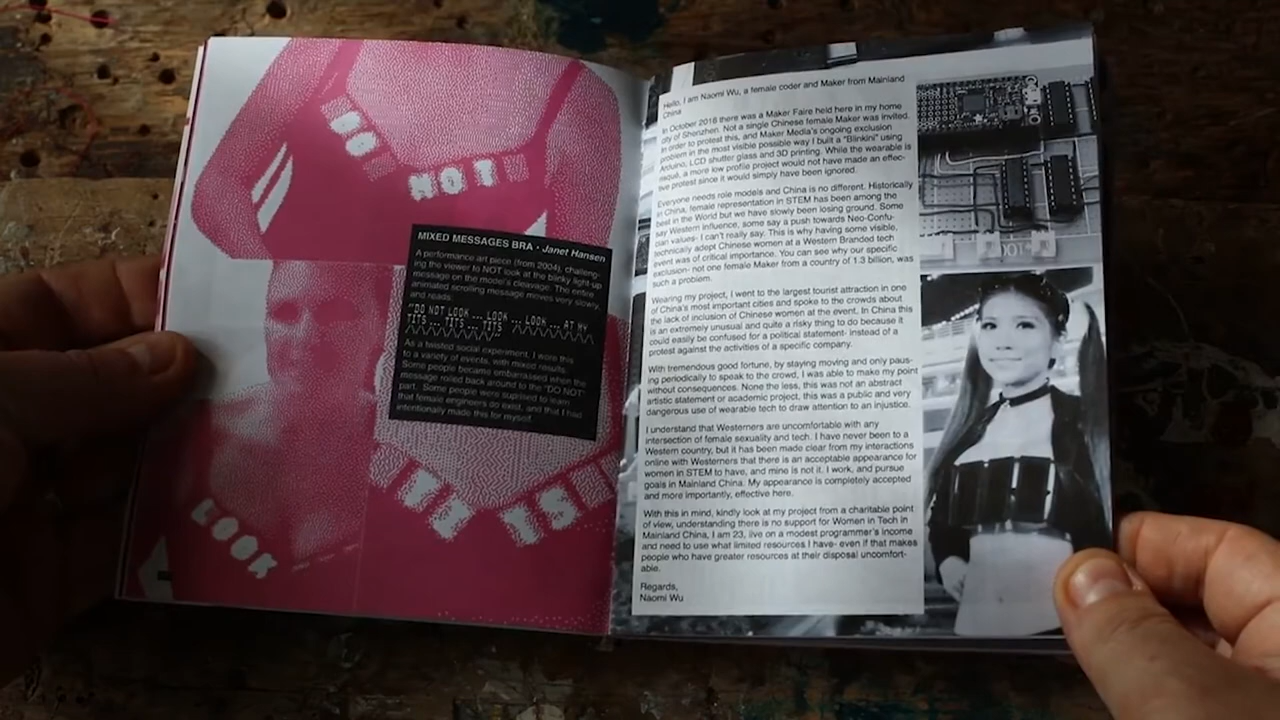 DO
NOT
MIXED MESSAGES BRA • Janet Hansen
A performance art piece (from 2004), challeng-
ing the viewer to NOT look at the blinky light-up
message on the model's cleavage. The entire
animated scrolling message moves very slowly,
and reads:
"DO NOT LOOK ... LOOK ... LOOK ... AT MY
TITS ... TITS ... TITS
As a twisted social experiment, I wore this
to a variety of events, with mixed results.
Some people became embarrassed when the
message rolled back around to the "DO NOT"
part. Some people were suprised to learn
that female engineers do exist, and that I had
intentionally made this for myself.
LOOK
Hello, I am Naomi Wu, a female coder and Maker from Mainland
China
In October 2016 there was a Maker Faire held here in my home
city of Shenzhen. Not a single Chinese female Maker was invited.
In order to protest this, and Maker Media's ongoing exclusion
problem in the most visible possible way I built a "Blinkini" using
Arduino, LCD shutter glass and 3D printing. While the wearable is
risqué, a more low profile project would not have made an effec-
tive protest since it would simply have been ignored.
Everyone needs role models and China is no different. Historically
in China, female representation in STEM has been among the
best in the World but we have slowly been losing ground. Some
say Western influence, some say a push towards Neo-Confu-
cian values- I can't really say. This is why having some visible,
technically adept Chinese women at a Western Branded tech
event was of critical importance. You can see why our specific
exclusion- not one female Maker from a country of 1.3 billion, was
such a problem.
Wearing my project, I went to the largest tourist attraction in one
of China's most important cities and spoke to the crowds about
the lack of inclusion of Chinese women at the event. In China this
is an extremely unusual and quite a risky thing to do because it
could easily be confused for a political statement- instead of a
protest against the activities of a specific company.
With tremendous good fortune, by staying moving and only paus-
ing periodically to speak to the crowd, I was able to make my point
without consequences. None the less, this was not an abstract
artistic statement or academic project, this was a public and very
dangerous use of wearable tech to draw attention to an injustice.
I understand that Westerners are uncomfortable with any
intersection of female sexuality and tech. I have never been to a
Western country, but it has been made clear from my interactions
online with Westerners that there is an acceptable appearance for
women in STEM to have, and mine is not it. I work, and pursue
goals in Mainland China. My appearance is completely accepted
and more importantly, effective here.
With this in mind, kindly look at my project from a charitable point
of view, understanding there is no support for Women in Tech in
Mainland China, I am 23, live on a modest programmer's income
and need to use what limited resources I have- even if that makes
people who have greater resources at their disposal uncomfort-
able.
Regards,
Naomi Wu